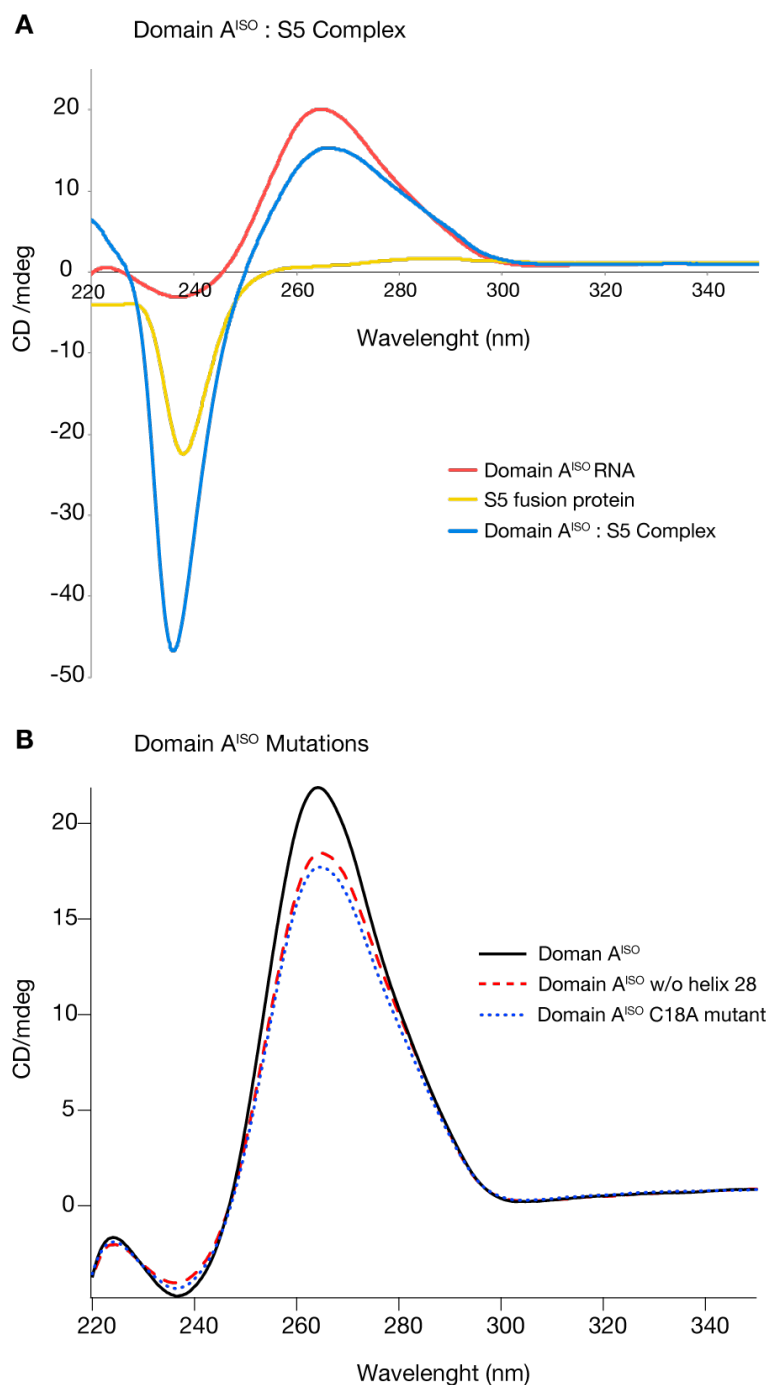 A
Domain Aᴵˢᴼ : S5 Complex
20
10
0
-10
-20
-30
-40
-50
CD /mdeg
220 240 260 280 300 320 340
Wavelenght (nm)
Domain Aᴵˢᴼ RNA
S5 fusion protein
Domain Aᴵˢᴼ : S5 Complex
B
Domain Aᴵˢᴼ Mutations
20
15
10
5
0
CD/mdeg
Doman Aᴵˢᴼ
Domain Aᴵˢᴼ w/o helix 28
Domain Aᴵˢᴼ C18A mutant
220 240 260 280 300 320 340
Wavelenght (nm)